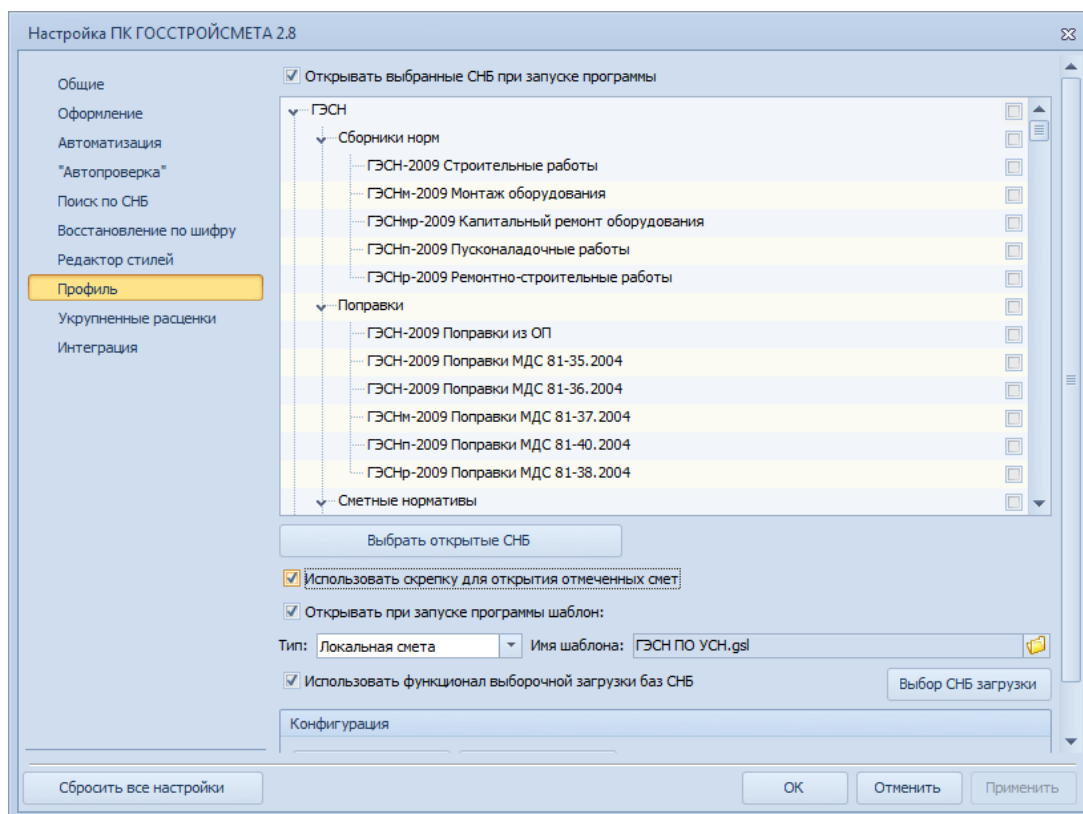 Настройка ПК ГОССТРОЙСМЕТА 2.8
Общие
Оформление
Автоматизация
"Автопроверка"
Поиск по СНБ
Восстановление по шифру
Редактор стилей
Профиль
Укрупненные расценки
Интеграция
Открывать выбранные СНБ при запуске программы
ГЭСН
Сборники норм
ГЭСН-2009 Строительные работы
ГЭСНм-2009 Монтаж оборудования
ГЭСНмр-2009 Капитальный ремонт оборудования
ГЭСНп-2009 Пусконаладочные работы
ГЭСНр-2009 Ремонтно-строительные работы
Поправки
ГЭСН-2009 Поправки из ОП
ГЭСН-2009 Поправки МДС 81-35.2004
ГЭСН-2009 Поправки МДС 81-36.2004
ГЭСНм-2009 Поправки МДС 81-37.2004
ГЭСНп-2009 Поправки МДС 81-40.2004
ГЭСНр-2009 Поправки МДС 81-38.2004
Сметные нормативы
Выбрать открытые СНБ
Использовать скрепку для открытия отмеченных смет
Открывать при запуске программы шаблон:
Тип: Локальная смета Имя шаблона: ГЭСН ПО УСН.gsl
Использовать функционал выборочной загрузки баз СНБ Выбор СНБ загрузки
Конфигурация
Сбросить все настройки ОК Отменить Применить